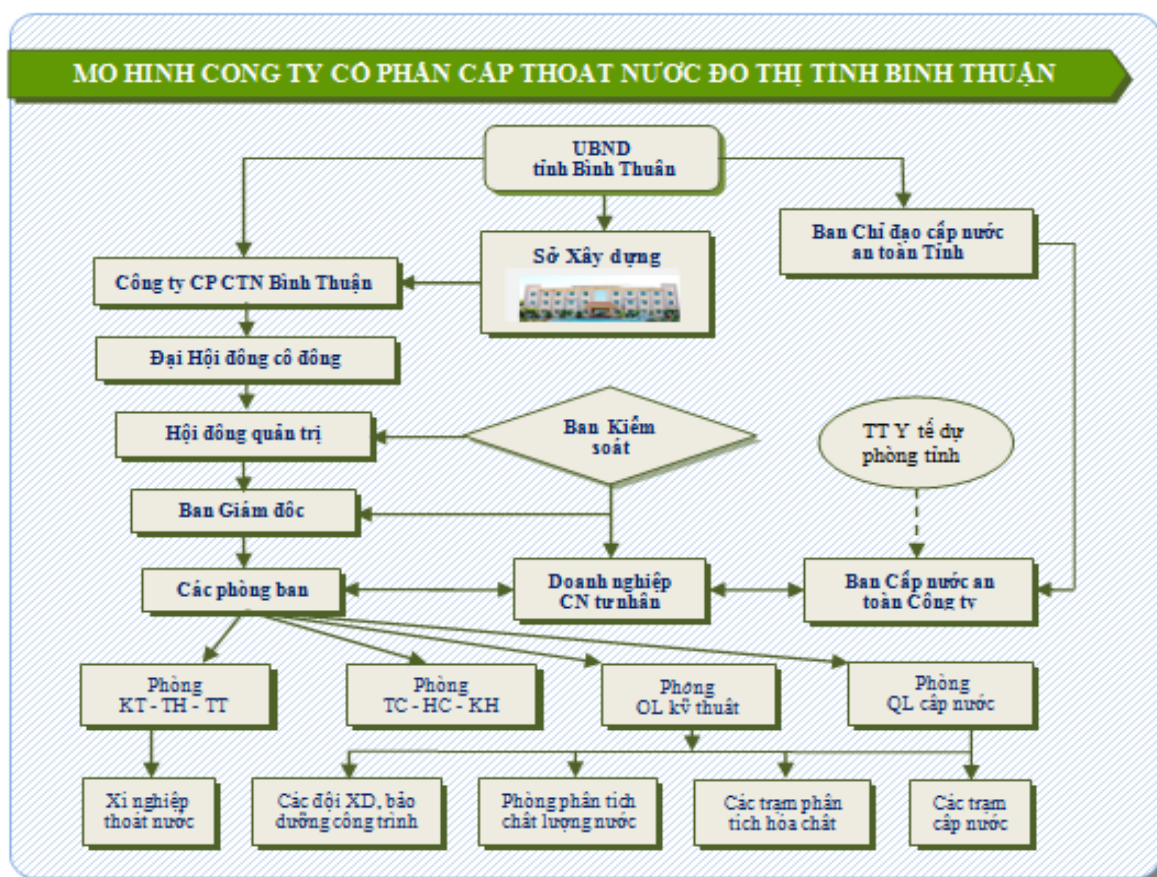 MO HINH CONG TY CỔ PHẦN CẤP THOAT NƯỚC ĐO THỊ TỈNH BINH THUẬN
UBND
tỉnh Bình Thuận
Ban Chỉ đạo cấp nước
an toàn Tỉnh
Sở Xây dựng
Công ty CP CTN Bình Thuận
Đại Hội đồng cổ đông
Hội đồng quản trị
Ban Kiểm
soát
TT Y tế dự
phòng tỉnh
Ban Giám đốc
Các phòng ban
Doanh nghiệp
CN tư nhân
Ban Cấp nước an
toàn Công ty
Phòng
KT - TH - TT
Phòng
TC - HC - KH
Phòng
QL kỹ thuật
Phòng
QL cấp nước
Xí nghiệp
thoát nước
Các đội XD, bảo
dưỡng công trình
Phòng phân tích
chất lượng nước
Các trạm phân
tích hóa chất
Các trạm
cấp nước